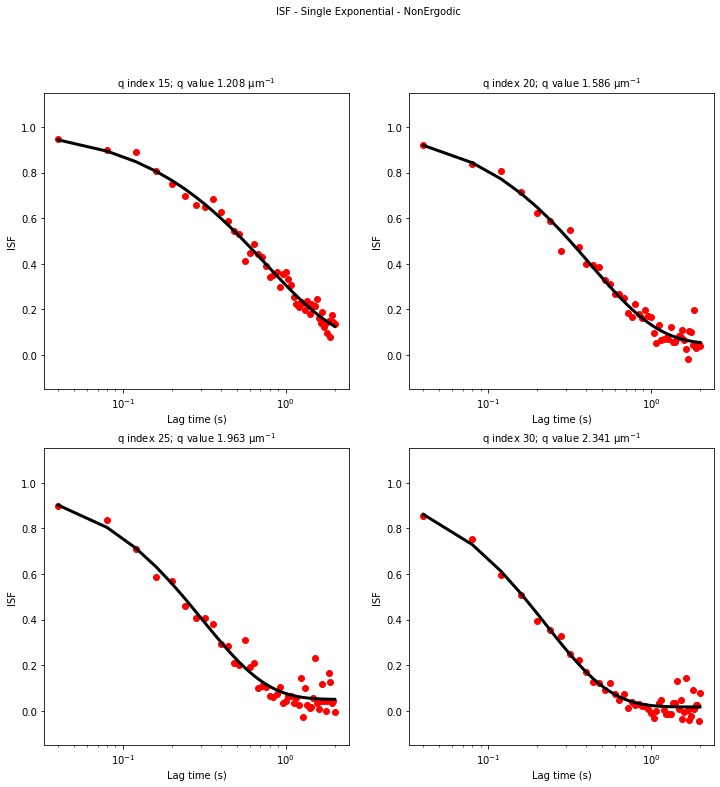 ISF - Single Exponential - NonErgodic
q index 15; q value 1.208 μm⁻¹
ISF
1.0
0.8
0.6
0.4
0.2
0.0
10⁻¹
10⁰
Lag time (s)
q index 20; q value 1.586 μm⁻¹
ISF
1.0
0.8
0.6
0.4
0.2
0.0
10⁻¹
10⁰
Lag time (s)
q index 25; q value 1.963 μm⁻¹
ISF
1.0
0.8
0.6
0.4
0.2
0.0
10⁻¹
10⁰
Lag time (s)
q index 30; q value 2.341 μm⁻¹
ISF
1.0
0.8
0.6
0.4
0.2
0.0
10⁻¹
10⁰
Lag time (s)